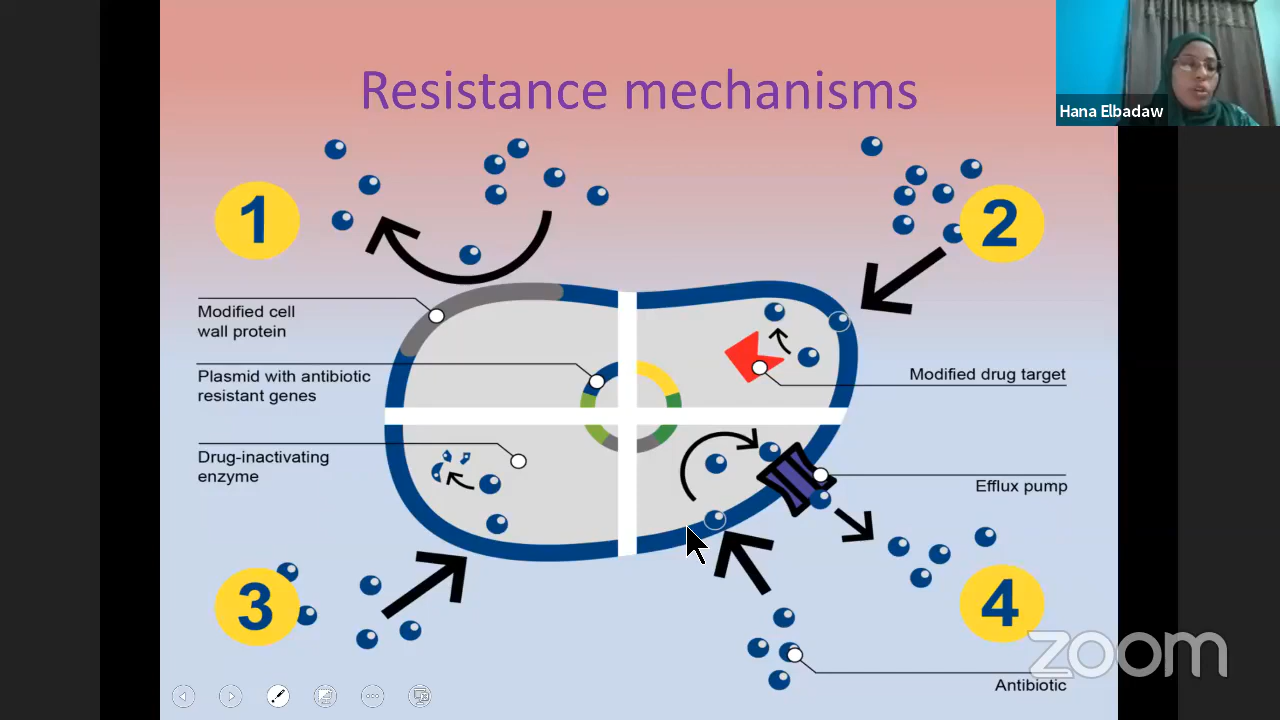 Resistance mechanisms
Hana Elbadaw
1
2
Modified cell
wall protein
Plasmid with antibiotic
resistant genes
Modified drug target
Drug-inactivating
enzyme
Efflux pump
3
4
zoom
Antibiotic